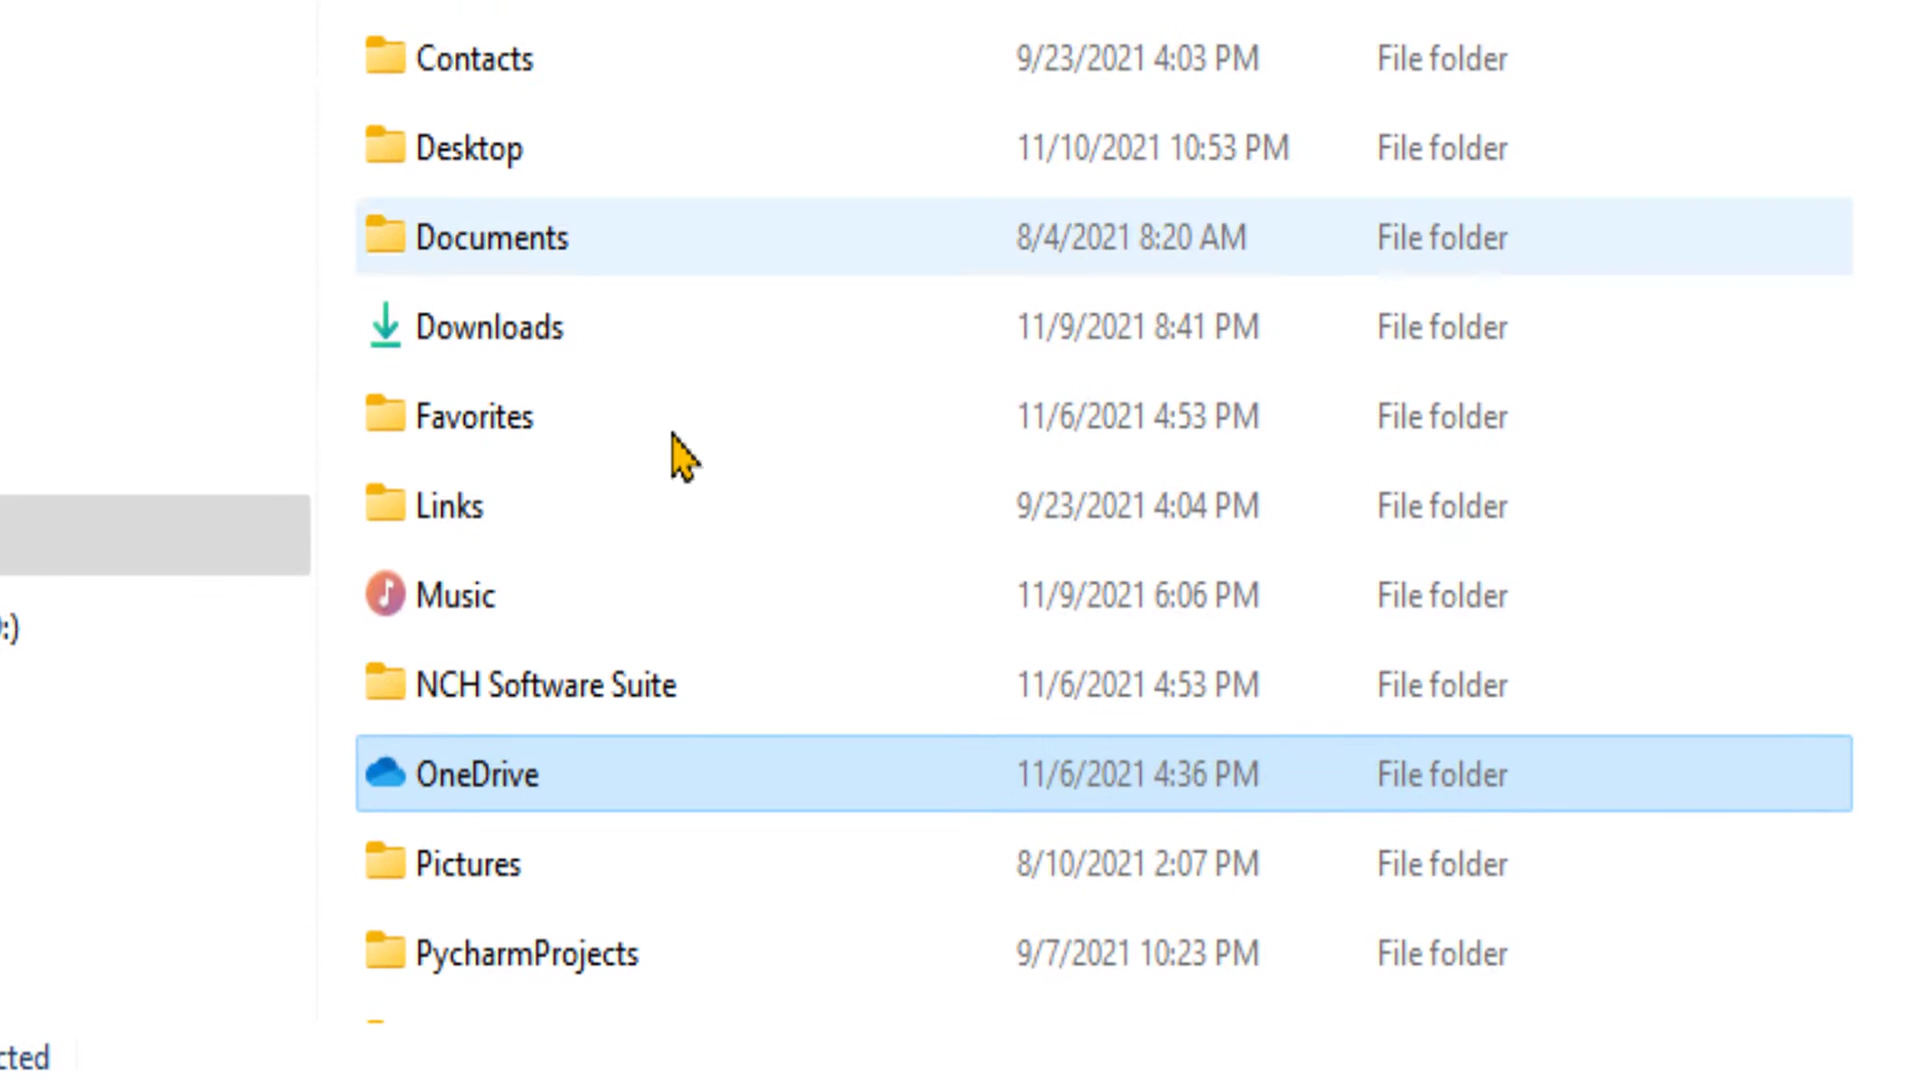 Contacts 9/23/2021 4:03 PM File folder
Desktop 11/10/2021 10:53 PM File folder
Documents 8/4/2021 8:20 AM File folder
Downloads 11/9/2021 8:41 PM File folder
Favorites 11/6/2021 4:53 PM File folder
Links 9/23/2021 4:04 PM File folder
Music 11/9/2021 6:06 PM File folder
:)
NCH Software Suite 11/6/2021 4:53 PM File folder
OneDrive 11/6/2021 4:36 PM File folder
Pictures 8/10/2021 2:07 PM File folder
PycharmProjects 9/7/2021 10:23 PM File folder
cted